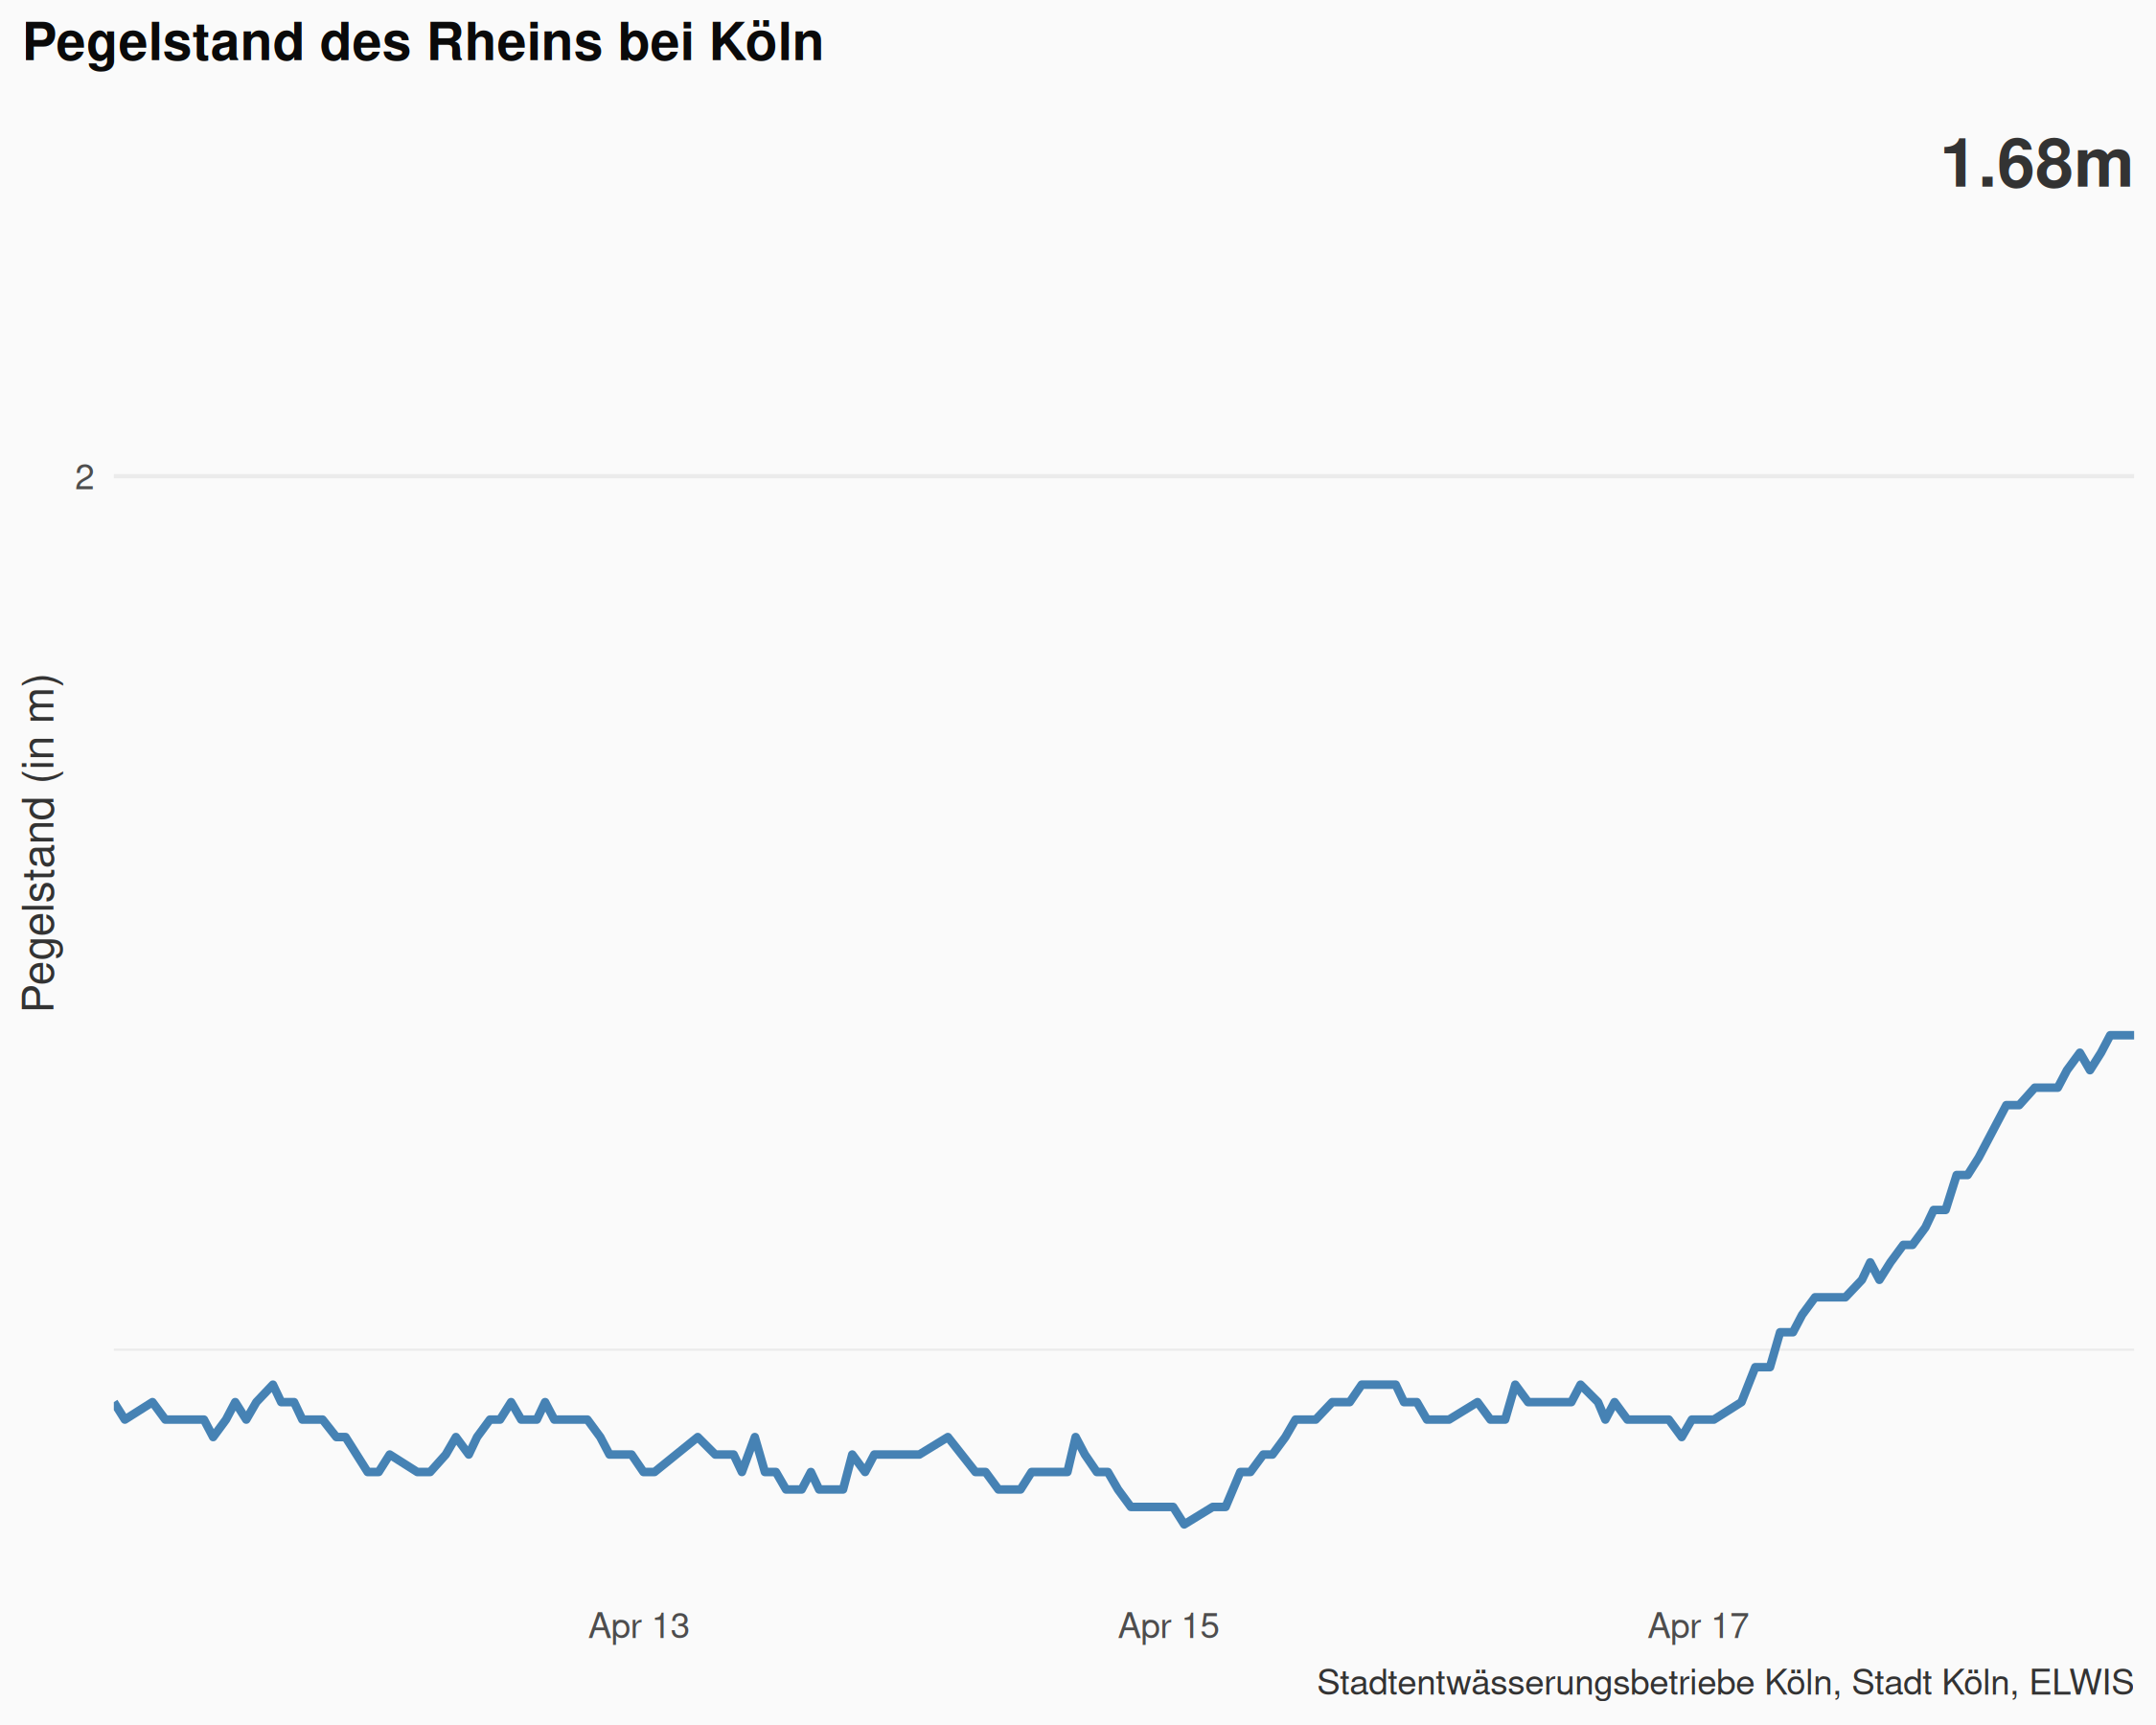 Pegelstand des Rheins bei Köln
1.68m
2
Pegelstand (in m)
Apr 13
Apr 15
Apr 17
Stadtentwässerungsbetriebe Köln, Stadt Köln, ELWIS